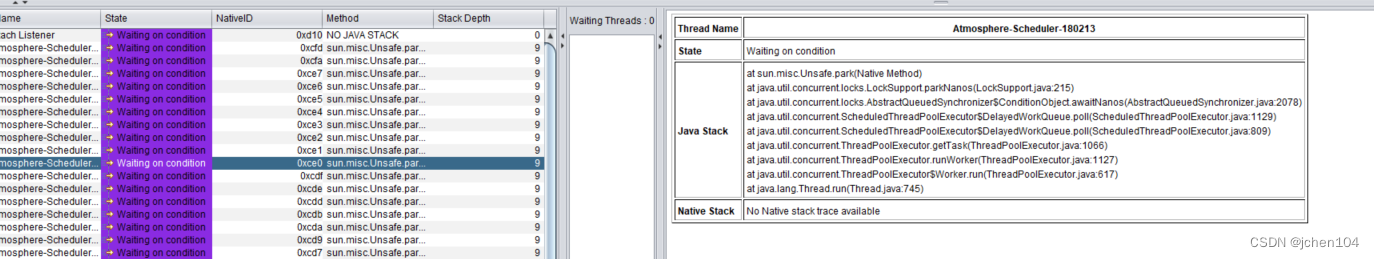 Name State NativeID Method Stack Depth
tach Listener Waiting on condition 0xd10 NO JAVA STACK 0
mosphere-Scheduler... Waiting on condition 0xcfd sun.misc.Unsafe.par... 9
mosphere-Scheduler... Waiting on condition 0xcfa sun.misc.Unsafe.par... 9
mosphere-Scheduler... Waiting on condition 0xce7 sun.misc.Unsafe.par... 9
mosphere-Scheduler... Waiting on condition 0xce6 sun.misc.Unsafe.par... 9
mosphere-Scheduler... Waiting on condition 0xce5 sun.misc.Unsafe.par... 9
mosphere-Scheduler... Waiting on condition 0xce4 sun.misc.Unsafe.par... 9
mosphere-Scheduler... Waiting on condition 0xce3 sun.misc.Unsafe.par... 9
mosphere-Scheduler... Waiting on condition 0xce2 sun.misc.Unsafe.par... 9
mosphere-Scheduler... Waiting on condition 0xce1 sun.misc.Unsafe.par... 9
mosphere-Scheduler... Waiting on condition 0xce0 sun.misc.Unsafe.par... 9
mosphere-Scheduler... Waiting on condition 0xcdf sun.misc.Unsafe.par... 9
mosphere-Scheduler... Waiting on condition 0xcde sun.misc.Unsafe.par... 9
mosphere-Scheduler... Waiting on condition 0xcdd sun.misc.Unsafe.par... 9
mosphere-Scheduler... Waiting on condition 0xcdb sun.misc.Unsafe.par... 9
mosphere-Scheduler... Waiting on condition 0xcda sun.misc.Unsafe.par... 9
mosphere-Scheduler... Waiting on condition 0xcd9 sun.misc.Unsafe.par... 9
mosphere-Scheduler... Waiting on condition 0xcd7 sun.misc.Unsafe.par... 9
Waiting Threads : 0
Thread Name Atmosphere-Scheduler-180213
State Waiting on condition
Java Stack
at sun.misc.Unsafe.park(Native Method)
at java.util.concurrent.locks.LockSupport.parkNanos(LockSupport.java:215)
at java.util.concurrent.locks.AbstractQueuedSynchronizer$ConditionObject.awaitNanos(AbstractQueuedSynchronizer.java:2078)
at java.util.concurrent.ScheduledThreadPoolExecutor$DelayedWorkQueue.poll(ScheduledThreadPoolExecutor.java:1129)
at java.util.concurrent.ScheduledThreadPoolExecutor$DelayedWorkQueue.poll(ScheduledThreadPoolExecutor.java:809)
at java.util.concurrent.ThreadPoolExecutor.getTask(ThreadPoolExecutor.java:1066)
at java.util.concurrent.ThreadPoolExecutor.runWorker(ThreadPoolExecutor.java:1127)
at java.util.concurrent.ThreadPoolExecutor$Worker.run(ThreadPoolExecutor.java:617)
at java.lang.Thread.run(Thread.java:745)
Native Stack No Native stack trace available
CSDN @jchen104